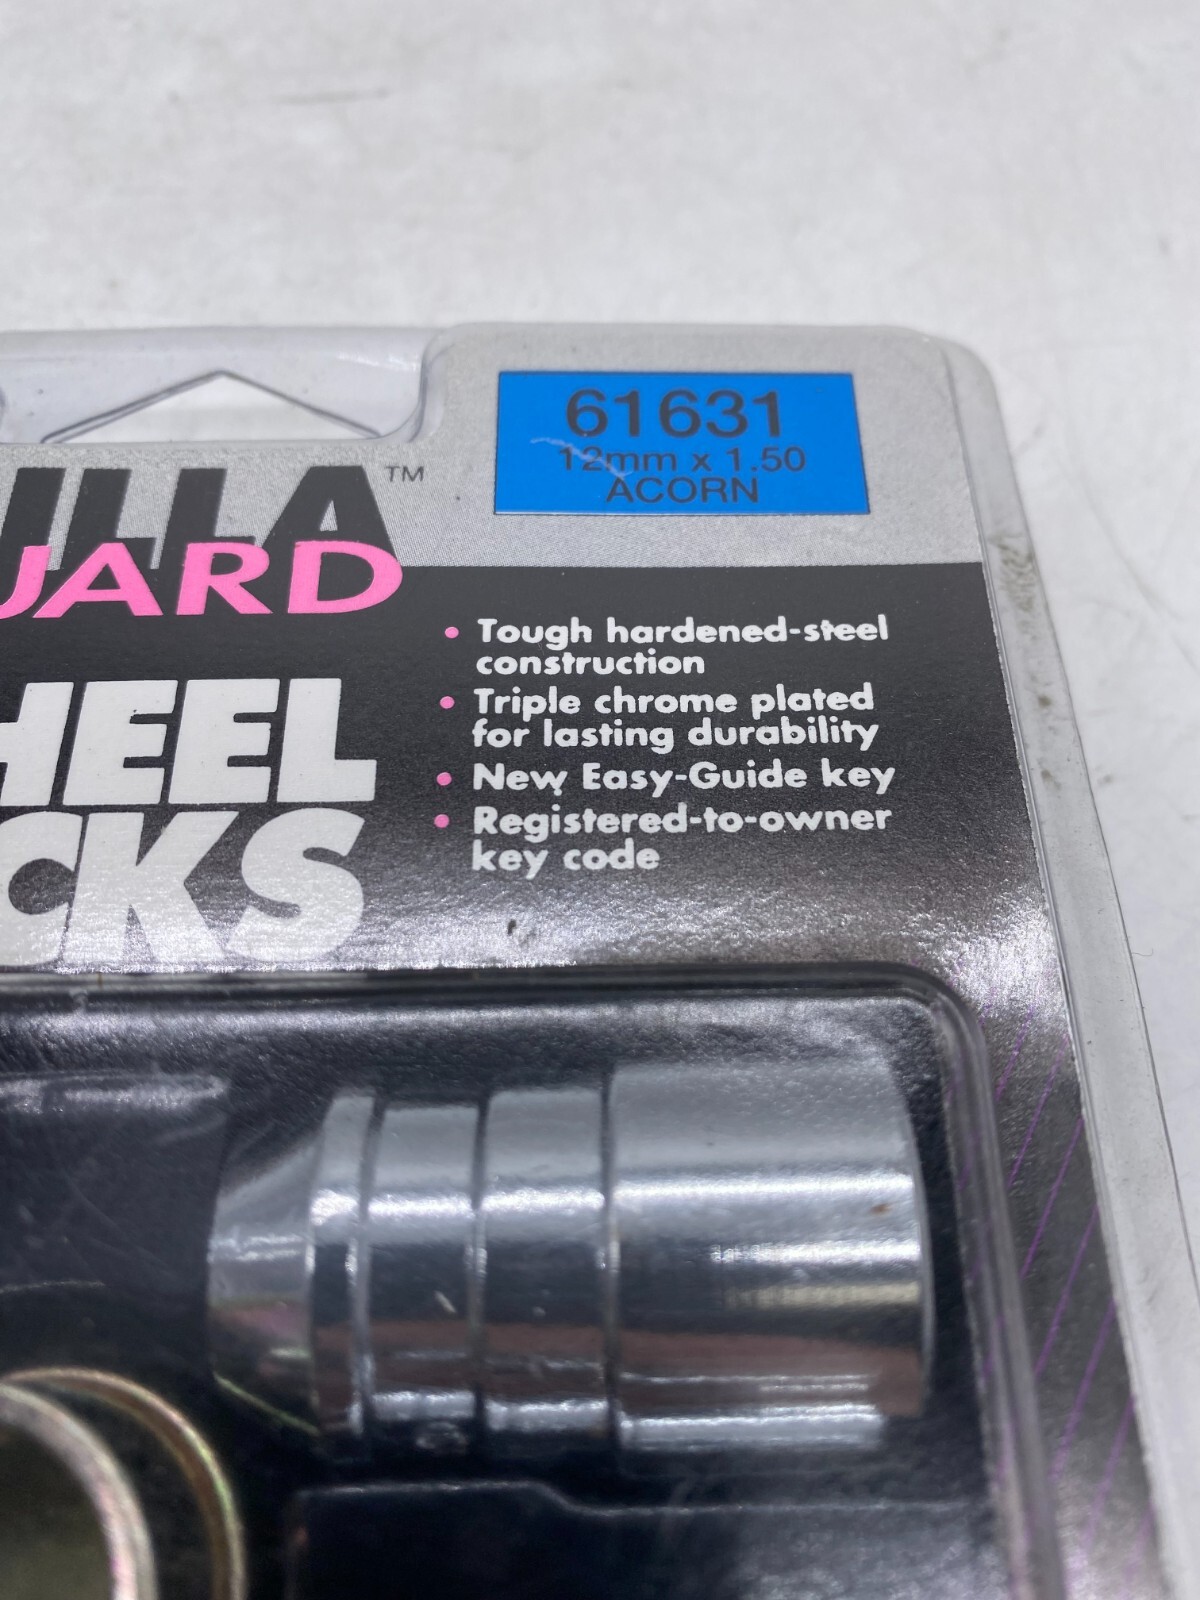 61631
12mm x 1.50
ACORN
ILLA™
UARD
HEEL
CKS
• Tough hardened-steel
construction
• Triple chrome plated
for lasting durability
• New Easy-Guide key
• Registered-to-owner
key code